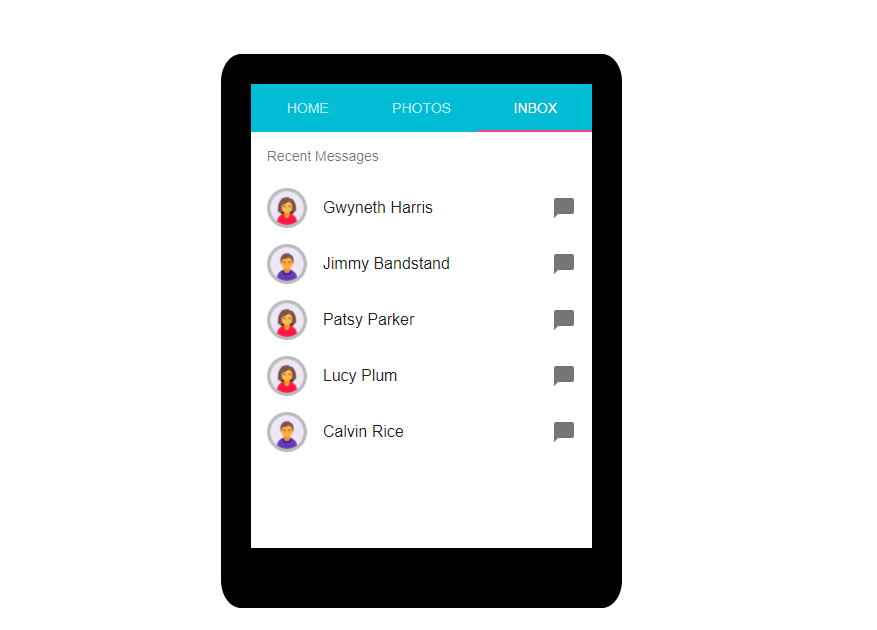 HOME PHOTOS INBOX
Recent Messages
Gwyneth Harris
Jimmy Bandstand
Patsy Parker
Lucy Plum
Calvin Rice